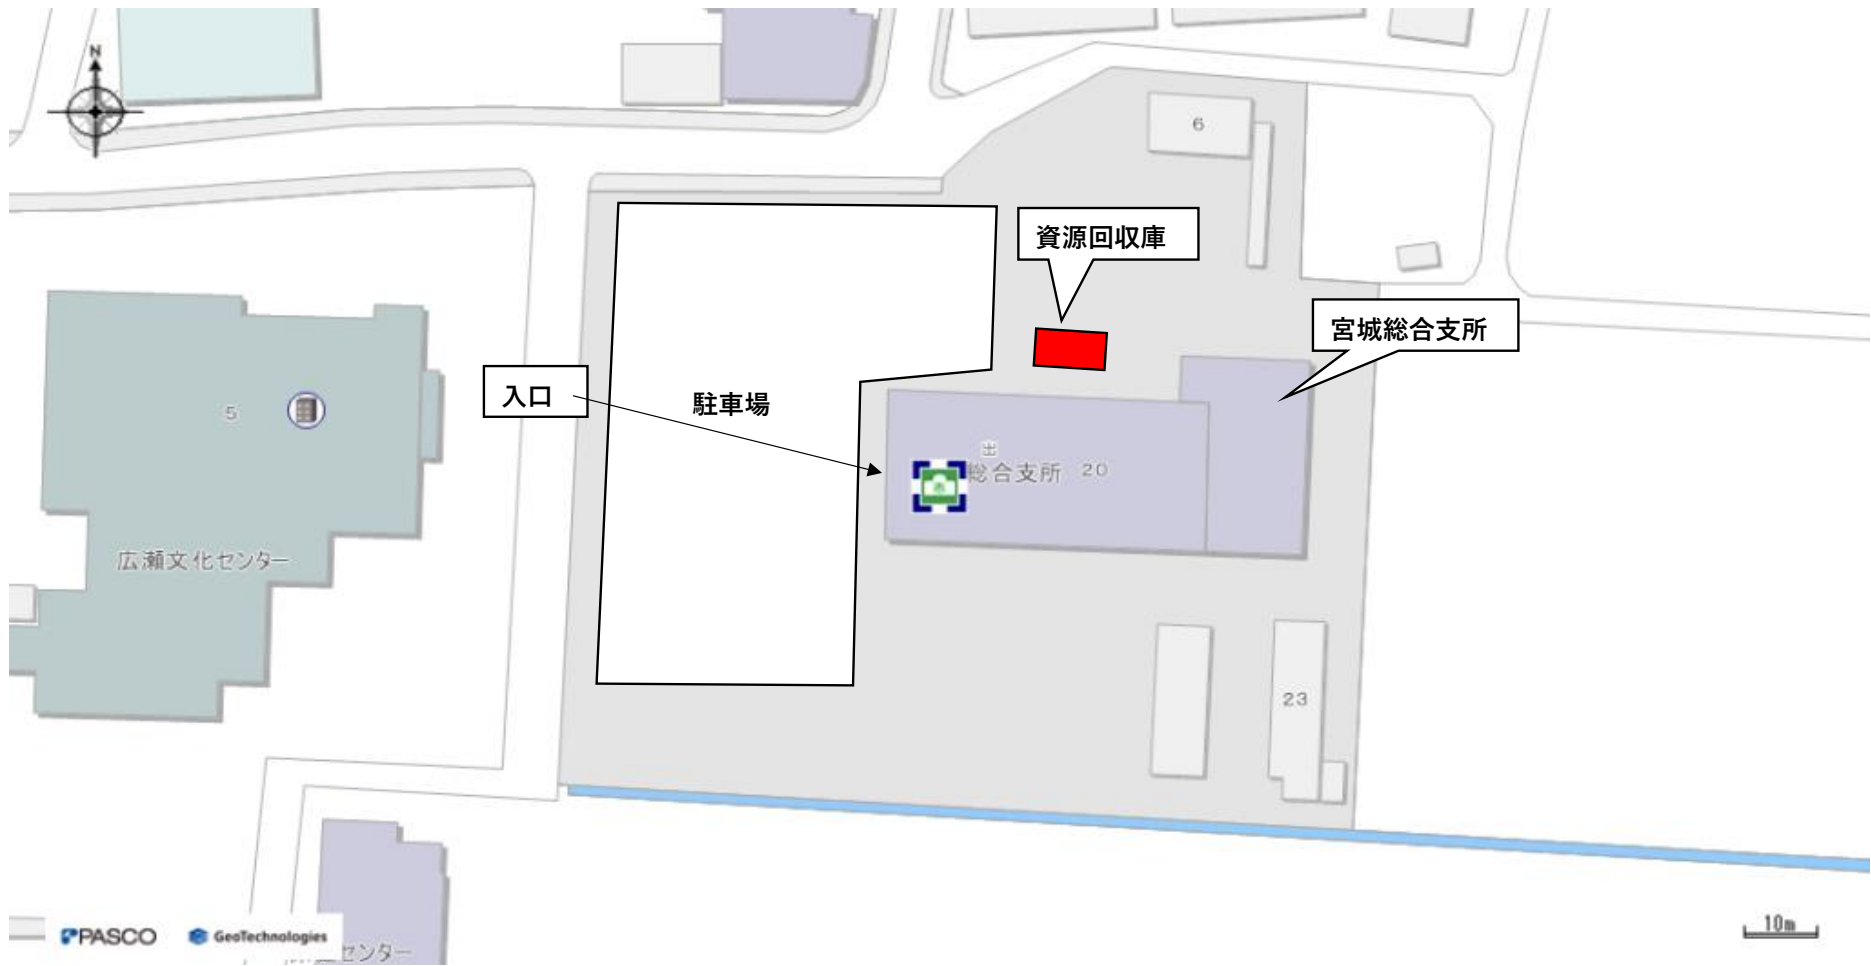 N
6
資源回収庫
宮城総合支所
入口
駐車場
5
出
総合支所 20
広瀬文化センター
23
PASCO
GeoTechnologies
センター
10m